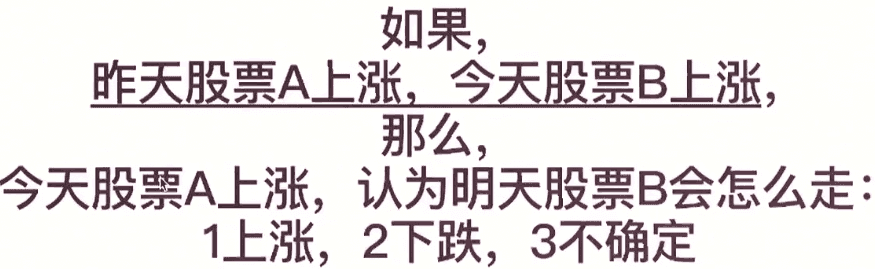 如果，
昨天股票A上涨，今天股票B上涨，
那么，
今天股票A上涨，认为明天股票B会怎么走：
1上涨，2下跌，3不确定